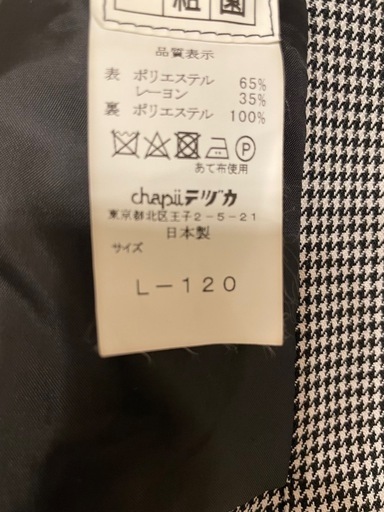 組 園
品質表示
表 ポリエステル 65%
レーヨン 35%
裏 ポリエステル 100%
P
あて布使用
chapiiテヅカ
東京都北区王子2-5-21
日本製
サイズ
L-120